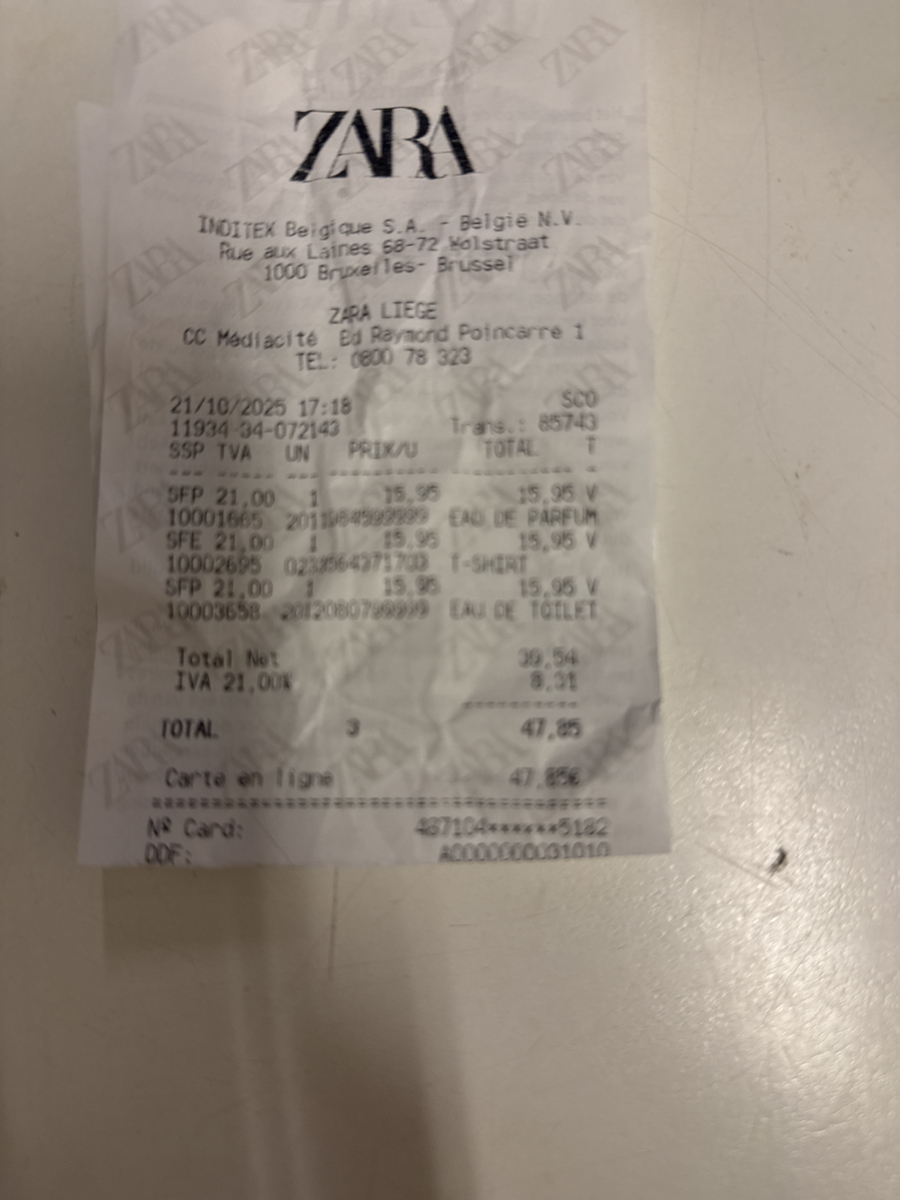 ZARA
INDITEX Belgique S.A. - Belgie N.V.
Rue aux Laines 68-72 Wolstraat
1000 Bruxelles- Brussel
ZARA LIEGE
CC Médiacité Bd Raymond Poincarre 1
TEL: 0800 78 323
21/10/2025 17:18 SCO
11934 34-072143 Trans.: 85743
SSP TVA UN PRIX/U TOTAL T
SFP 21,00 1 15,95 15,95 V
10001665 EAU DE PARFUM
SFE 21,00 1 15,95 15,95 V
10002695 T-SHIRT
SFP 21,00 1 15,95 15,95 V
10003658 EAU DE TOILET
Total Net 39,54
IVA 21,00% 8,31
TOTAL 3 47,85
Carte en ligne 47,85€
Nº Card: 487104******5182
DDF: A0000000031010